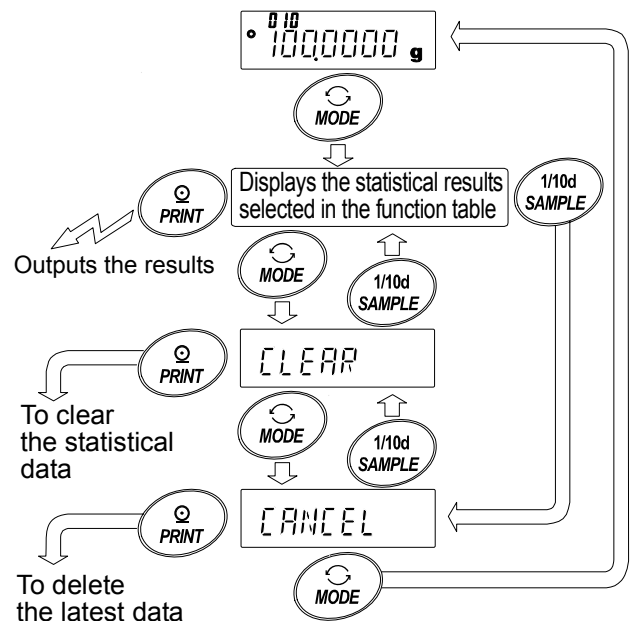 010
100.0000 g
MODE
Displays the statistical results
selected in the function table
PRINT
1/10d
SAMPLE
Outputs the results
MODE
1/10d
SAMPLE
CLEAR
PRINT
To clear
the statistical
data
MODE
1/10d
SAMPLE
CANCEL
PRINT
To delete
the latest data
MODE